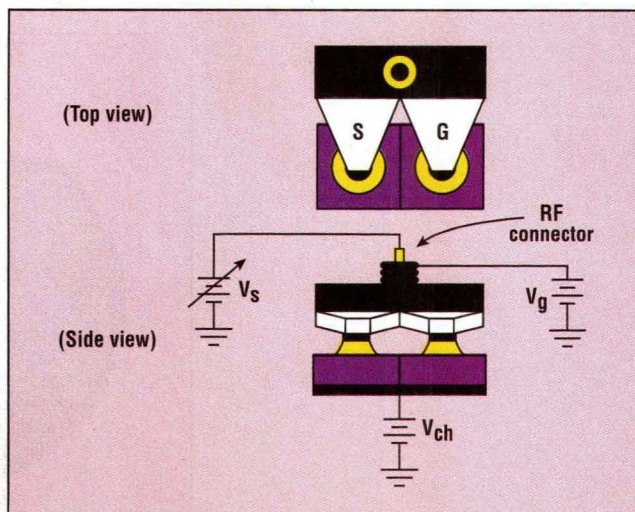 (Top view)
S G
RF
connector
Vs
Vg
(Side view)
Vch